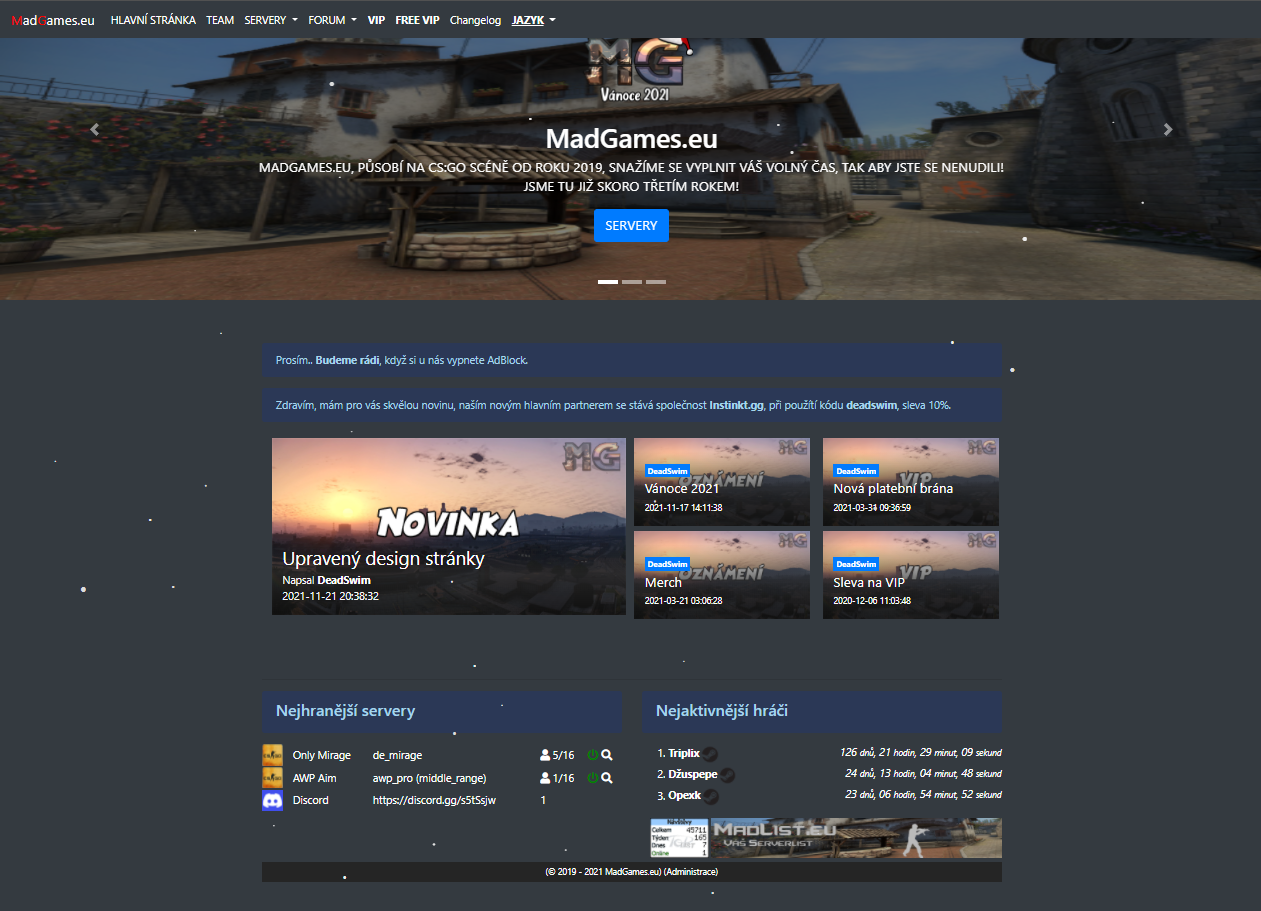 MadGames.eu HLAVNÍ STRÁNKA TEAM SERVERY FORUM VIP FREE VIP Changelog JAZYK
MG
Vánoce 2021
MadGames.eu
MADGAMES.EU, PŮSOBÍ NA CS:GO SCÉNĚ OD ROKU 2019, SNAŽÍME SE VYPLNIT VÁŠ VOLNÝ ČAS, TAK ABY JSTE SE NENUDILI!
JSME TU JIŽ SKORO TŘETÍM ROKEM!
SERVERY
Prosím.. Budeme rádi, když si u nás vypnete AdBlock.
Zdravím, mám pro vás skvělou novinu, naším novým hlavním partnerem se stává společnost Instinkt.gg, při použítí kódu deadswim, sleva 10%.
MG
NOVINKA
Upravený design stránky
Napsal DeadSwim
2021-11-21 20:38:32
MG
DeadSwim
OZNÁMENÍ
Vánoce 2021
2021-11-17 14:11:38
MG
DeadSwim
VIP
Nová platební brána
2021-03-31 09:36:59
MG
DeadSwim
OZNÁMENÍ
Merch
2021-03-21 03:06:28
MG
DeadSwim
VIP
Sleva na VIP
2020-12-06 11:03:48
Nejhranější servery
Only Mirage de_mirage 5/16
AWP Aim awp_pro (middle_range) 1/16
Discord https://discord.gg/s5tSsjw 1
Nejaktivnější hráči
1. Triplix 126 dnů, 21 hodin, 29 minut, 09 sekund
2. Džuspepe 24 dnů, 13 hodin, 04 minut, 48 sekund
3. Opexk 23 dnů, 06 hodin, 54 minut, 52 sekund
Návštěvy
Celkem 45711
Týden 165
Dnes 7
Online 1
MADLIST.EU
VÁŠ SERVERLIST
(© 2019 - 2021 MadGames.eu) (Administrace)